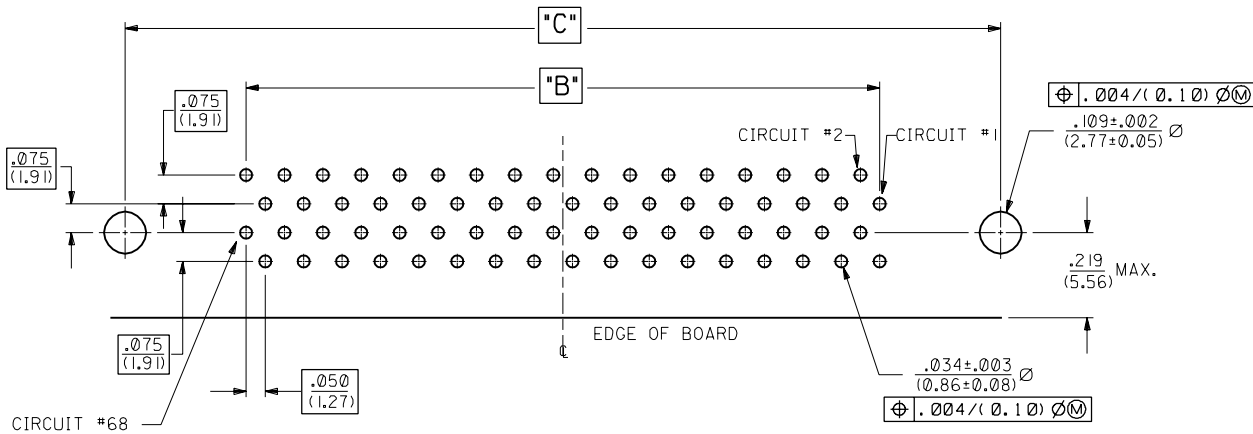 "C"
"B"
.075
(1.91)
⌖ .004/(0.10) Ø Ⓜ
.109±.002
(2.77±0.05) Ø
CIRCUIT #2
CIRCUIT #1
.075
(1.91)
.219
(5.56) MAX.
EDGE OF BOARD
℄
.075
(1.91)
.050
(1.27)
.034±.003
(0.86±0.08) Ø
⌖ .004/(0.10) Ø Ⓜ
CIRCUIT #68